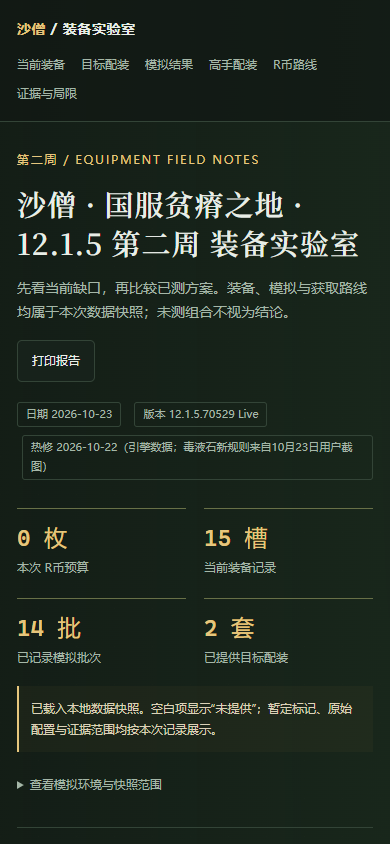 沙僧 / 装备实验室
当前装备 目标配装 模拟结果 高手配装 R币路线
证据与局限
第二周 / EQUIPMENT FIELD NOTES
沙僧 · 国服贫瘠之地 ·
12.1.5 第二周 装备实验室
先看当前缺口，再比较已测方案。装备、模拟与获取路线
均属于本次数据快照；未测组合不视为结论。
打印报告
日期 2026-10-23 版本 12.1.5.70529 Live
热修 2026-10-22（引擎数据；毒液石新规则来自10月23日用户截
图）
0 枚 15 槽
本次 R币预算 当前装备记录
14 批 2 套
已记录模拟批次 已提供目标配装
已载入本地数据快照。空白项显示“未提供”；暂定标记、原始
配置与证据范围均按本次记录展示。
▶ 查看模拟环境与快照范围